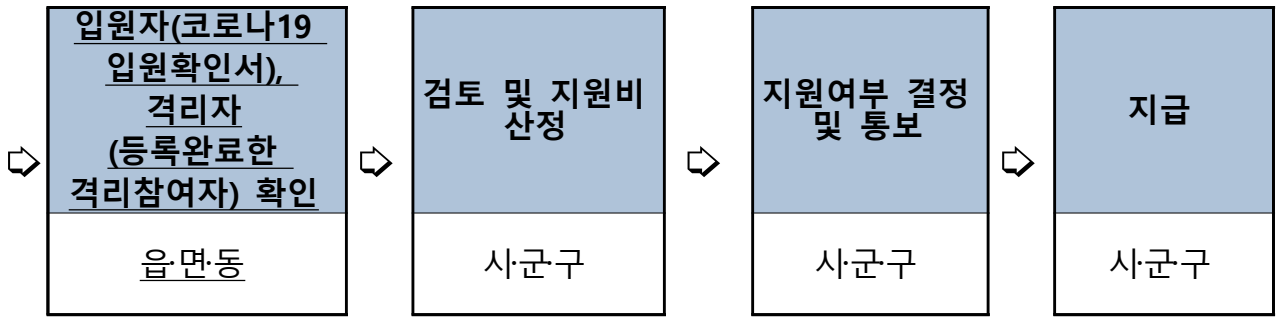 입원자(코로나19
입원확인서),
격리자
(등록완료한
격리참여자) 확인
읍·면·동
검토 및 지원비
산정
시·군·구
지원여부 결정
및 통보
시·군·구
지급
시·군·구